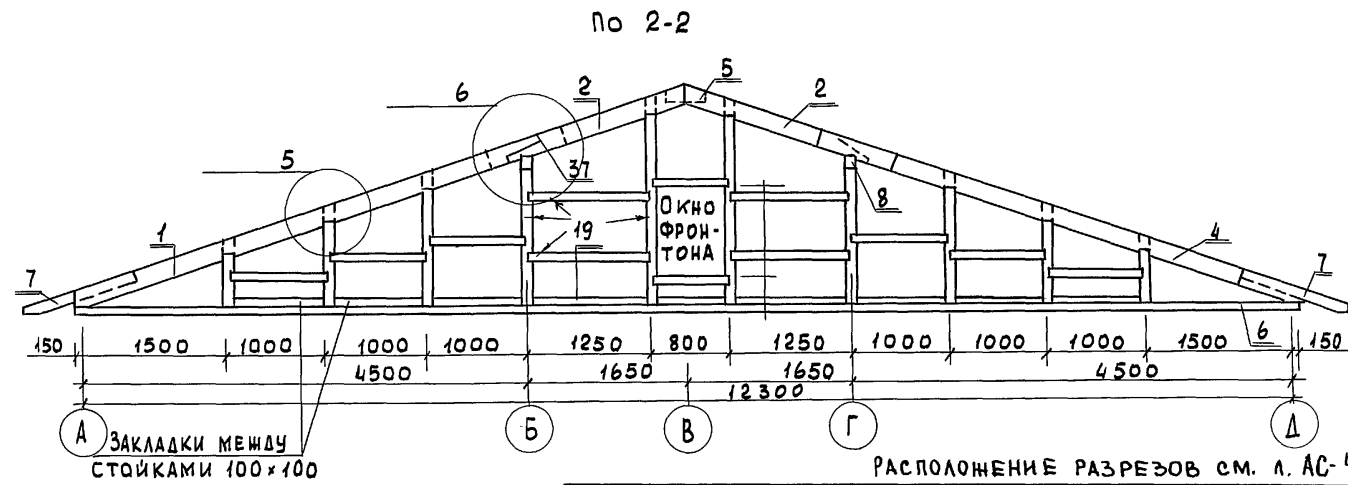 По 2-2
6
2
5
2
5
37
8
1
19
Окно
фрон-
тона
4
7
7
6
150
1500
1000
1000
1000
1250
800
1250
1000
1000
1000
1500
150
4500
1650
1650
4500
12300
А
Б
В
Г
Д
Закладки между
стойками 100×100
Расположение разрезов см. л. АС-